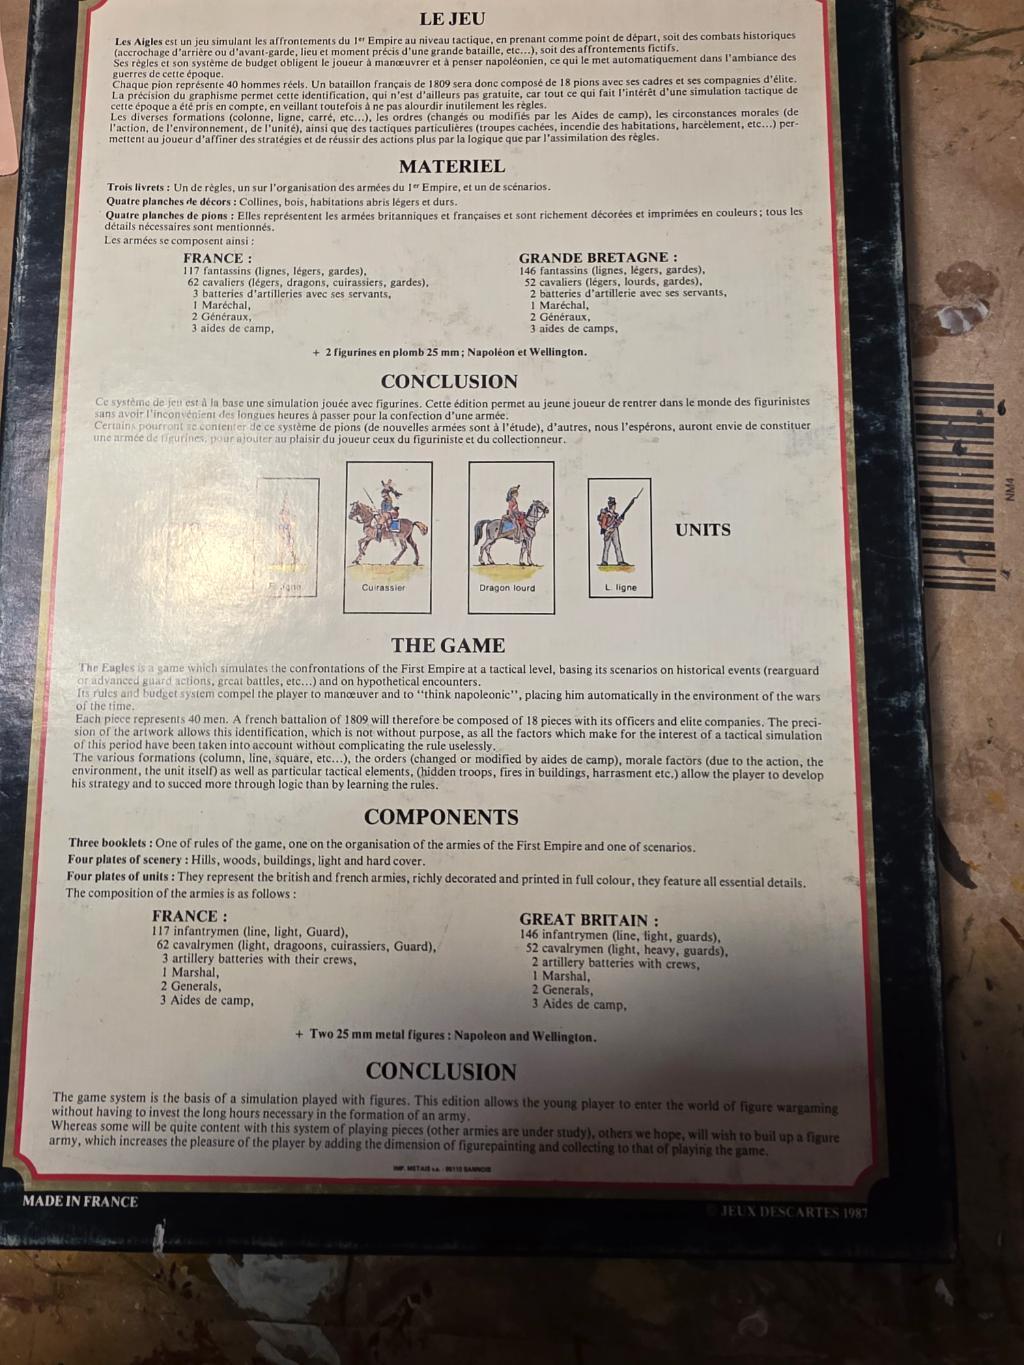 LE JEU
Les Aigles est un jeu simulant les affrontements du 1er Empire au niveau tactique, en prenant comme point de départ, soit des combats historiques
(accrochage d'arrière ou d'avant-garde, lieu et moment précis d'une grande bataille, etc...), soit des affrontements fictifs.
Ses règles et son système de budget obligent le joueur à manœuvrer et à penser napoléonien, ce qui le met automatiquement dans l'ambiance des
guerres de cette époque.
Chaque pion représente 40 hommes réels. Un bataillon français de 1809 sera donc composé de 18 pions avec ses cadres et ses compagnies d'élite.
La précision du graphisme permet cette identification, qui n'est d'ailleurs pas gratuite, car tout ce qui fait l'intérêt d'une simulation tactique de
cette époque a été pris en compte, en veillant toutefois à ne pas alourdir inutilement les règles.
Les diverses formations (colonne, ligne, carré, etc...), les ordres (changés ou modifiés par les Aides de camp), les circonstances morales (de
l'action, de l'environnement, de l'unité), ainsi que des tactiques particulières (troupes cachées, incendie des habitations, harcèlement, etc...) per-
mettent au joueur d'affiner des stratégies et de réussir des actions plus par la logique que par l'assimilation des règles.
MATERIEL
Trois livrets : Un de règles, un sur l'organisation des armées du 1er Empire, et un de scénarios.
Quatre planches de décors : Collines, bois, habitations abris légers et durs.
Quatre planches de pions : Elles représentent les armées britanniques et françaises et sont richement décorées et imprimées en couleurs ; tous les
détails nécessaires sont mentionnés.
Les armées se composent ainsi :
FRANCE :
117 fantassins (lignes, légers, gardes),
62 cavaliers (légers, dragons, cuirassiers, gardes),
3 batteries d'artilleries avec ses servants,
1 Maréchal,
2 Généraux,
3 aides de camp,
GRANDE BRETAGNE :
146 fantassins (lignes, légers, gardes),
52 cavaliers (légers, lourds, gardes),
2 batteries d'artillerie avec ses servants,
1 Maréchal,
2 Généraux,
3 aides de camps,
+ 2 figurines en plomb 25 mm ; Napoléon et Wellington.
CONCLUSION
Ce système de jeu est à la base une simulation jouée avec figurines. Cette édition permet au jeune joueur de rentrer dans le monde des figurinistes
sans avoir l'inconvénient des longues heures à passer pour la confection d'une armée.
Certains pourront se contenter de ce système de pions (de nouvelles armées sont à l'étude), d'autres, nous l'espérons, auront envie de constituer
une armée de figurines, pour ajouter au plaisir du joueur ceux du figuriniste et du collectionneur.
Cuirassier
Dragon lourd
L. ligne
UNITS
THE GAME
The Eagles is a game which simulates the confrontations of the First Empire at a tactical level, basing its scenarios on historical events (rearguard
or advanced guard actions, great battles, etc...) and on hypothetical encounters.
Its rules and budget system compel the player to manœuver and to "think napoleonic", placing him automatically in the environment of the wars
of the time.
Each piece represents 40 men. A french battalion of 1809 will therefore be composed of 18 pieces with its officers and elite companies. The preci-
sion of the artwork allows this identification, which is not without purpose, as all the factors which make for the interest of a tactical simulation
of this period have been taken into account without complicating the rule uselessly.
The various formations (column, line, square, etc...), the orders (changed or modified by aides de camp), morale factors (due to the action, the
environment, the unit itself) as well as particular tactical elements, (hidden troops, fires in buildings, harrasment etc.) allow the player to develop
his strategy and to succed more through logic than by learning the rules.
COMPONENTS
Three booklets : One of rules of the game, one on the organisation of the armies of the First Empire and one of scenarios.
Four plates of scenery : Hills, woods, buildings, light and hard cover.
Four plates of units : They represent the british and french armies, richly decorated and printed in full colour, they feature all essential details.
The composition of the armies is as follows :
FRANCE :
117 infantrymen (line, light, Guard),
62 cavalrymen (light, dragoons, cuirassiers, Guard),
3 artillery batteries with their crews,
1 Marshal,
2 Generals,
3 Aides de camp,
GREAT BRITAIN :
146 infantrymen (line, light, guards),
52 cavalrymen (light, heavy, guards),
2 artillery batteries with crews,
1 Marshal,
2 Generals,
3 Aides de camp,
+ Two 25 mm metal figures : Napoleon and Wellington.
CONCLUSION
The game system is the basis of a simulation played with figures. This edition allows the young player to enter the world of figure wargaming
without having to invest the long hours necessary in the formation of an army.
Whereas some will be quite content with this system of playing pieces (other armies are under study), others we hope, will wish to buil up a figure
army, which increases the pleasure of the player by adding the dimension of figurepainting and collecting to that of playing the game.
IMP. METAIS s.a. - 95110 SANNOIS
MADE IN FRANCE
© JEUX DESCARTES 1987
NM4